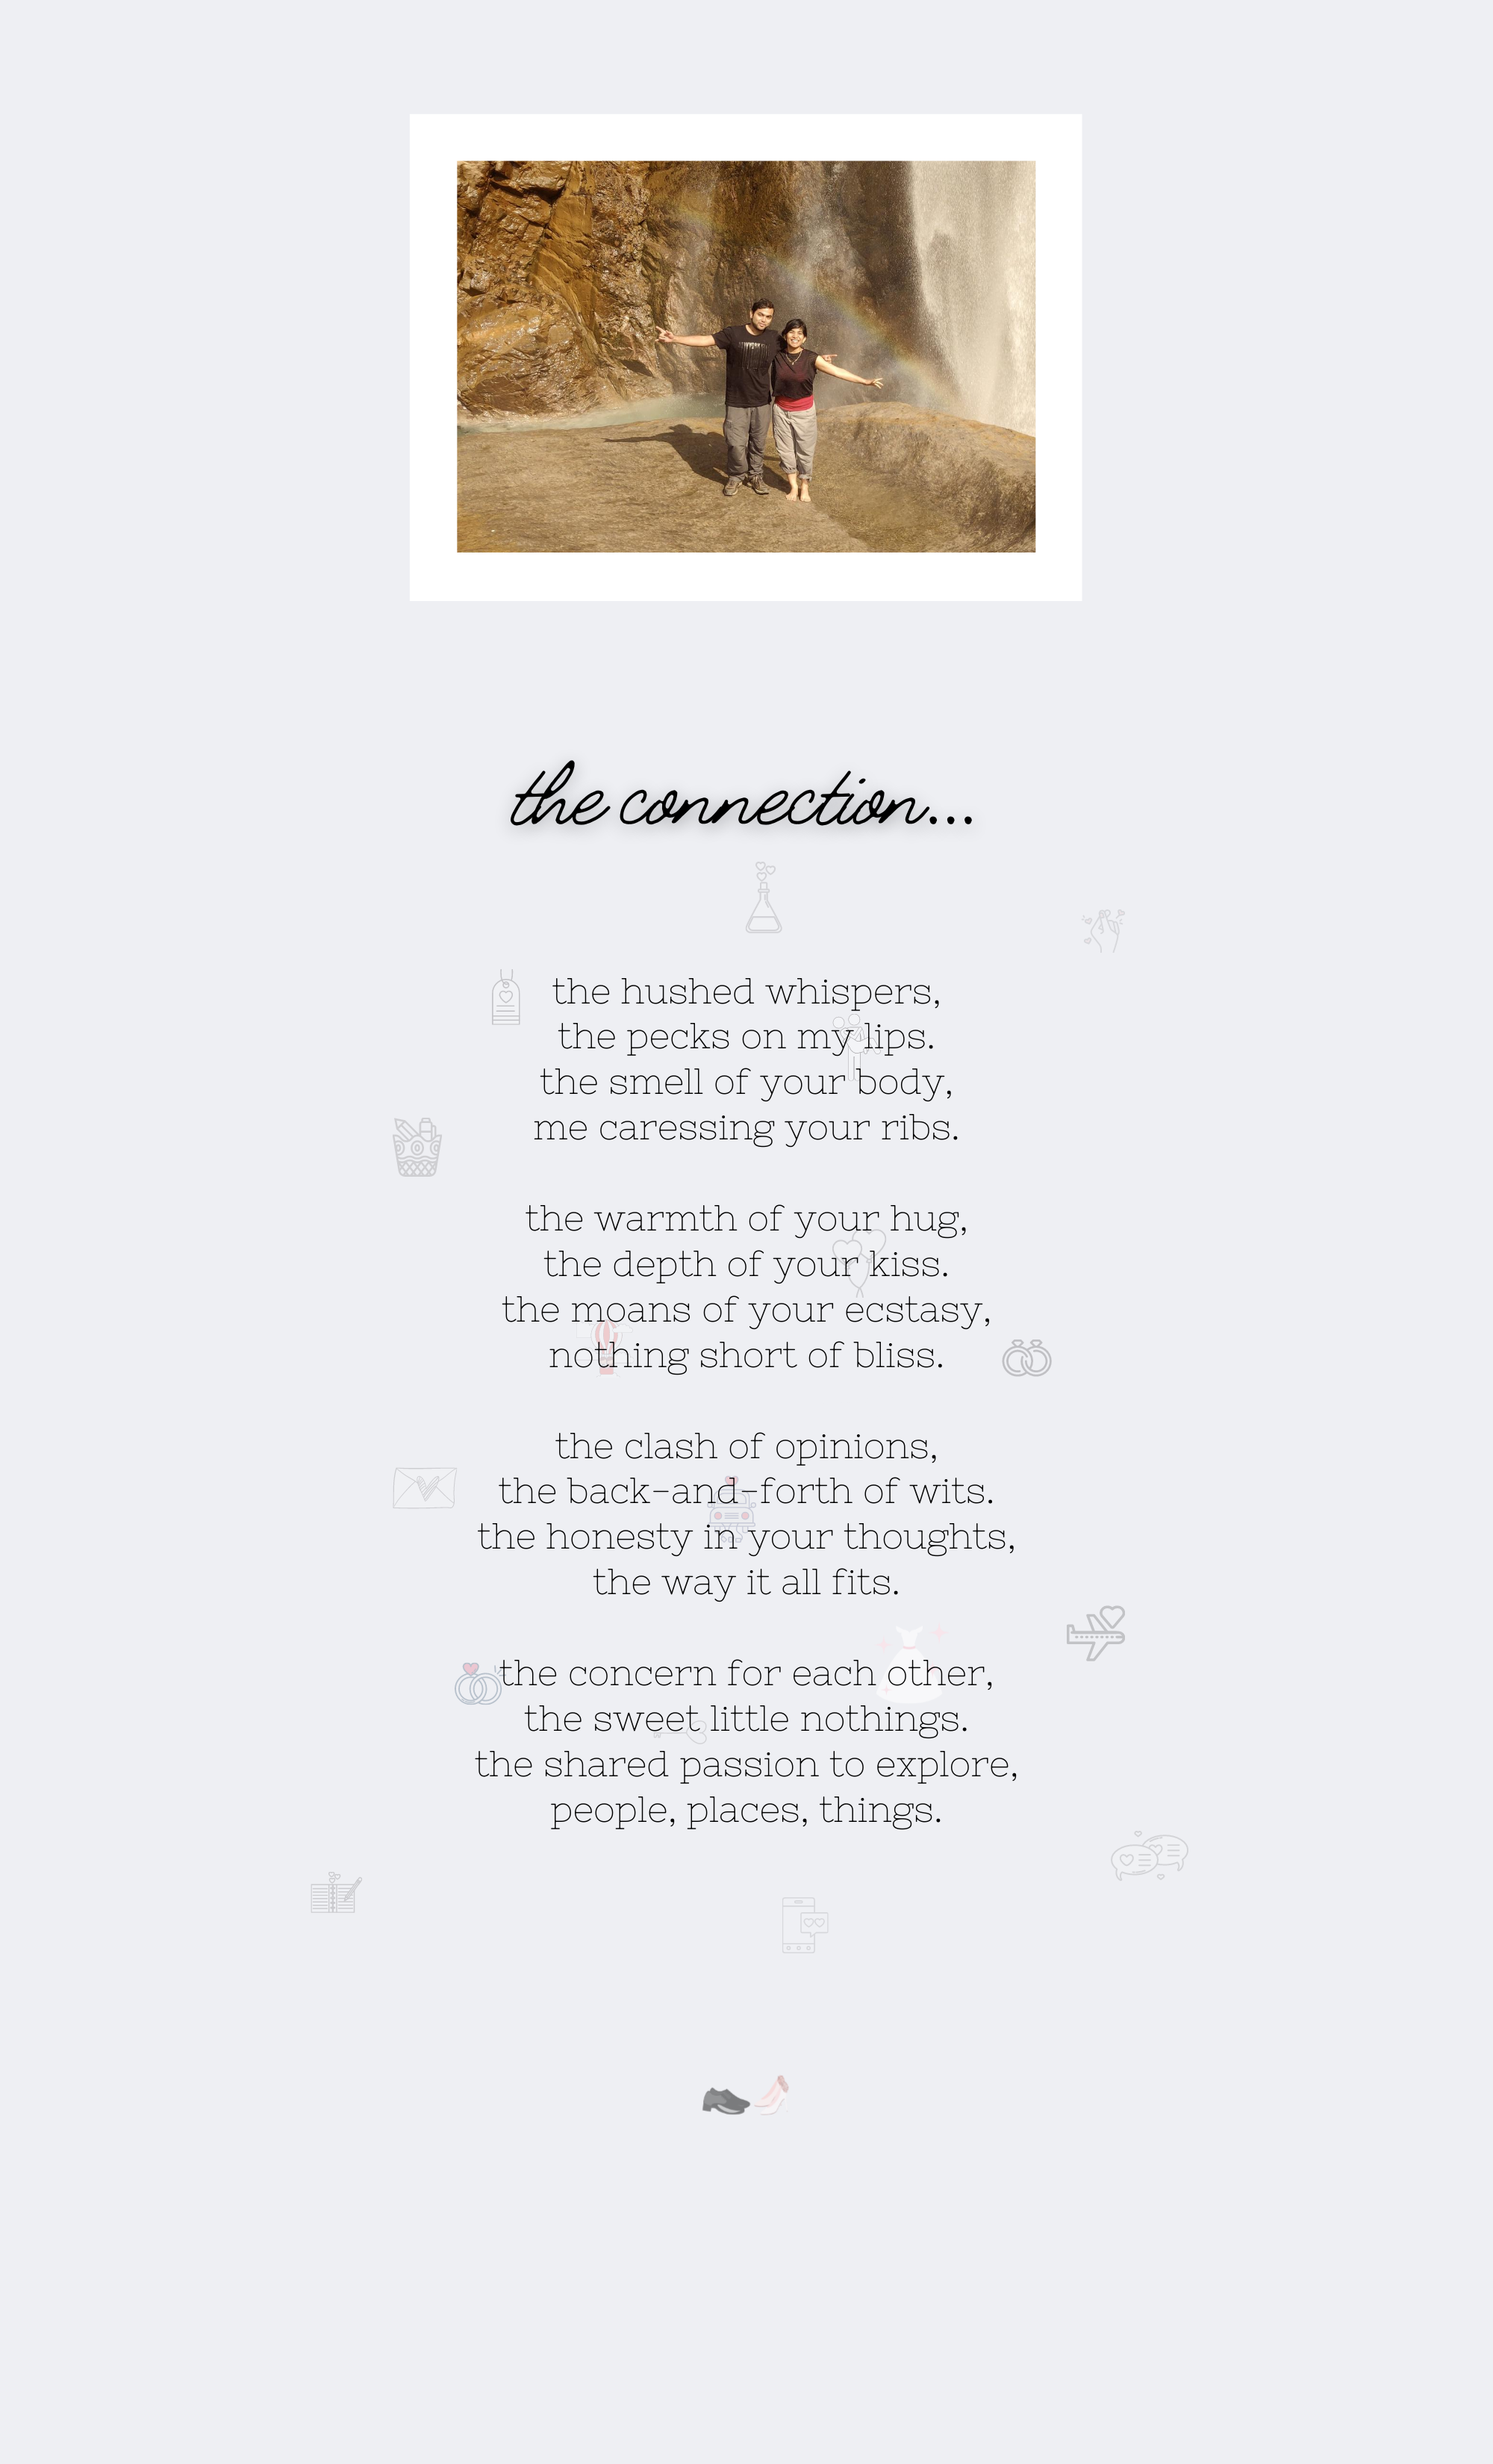 the connection...
the hushed whispers,
the pecks on my lips.
the smell of your body,
me caressing your ribs.
the warmth of your hug,
the depth of your kiss.
the moans of your ecstasy,
nothing short of bliss.
the clash of opinions,
the back-and-forth of wits.
the honesty in your thoughts,
the way it all fits.
the concern for each other,
the sweet little nothings.
the shared passion to explore,
people, places, things.